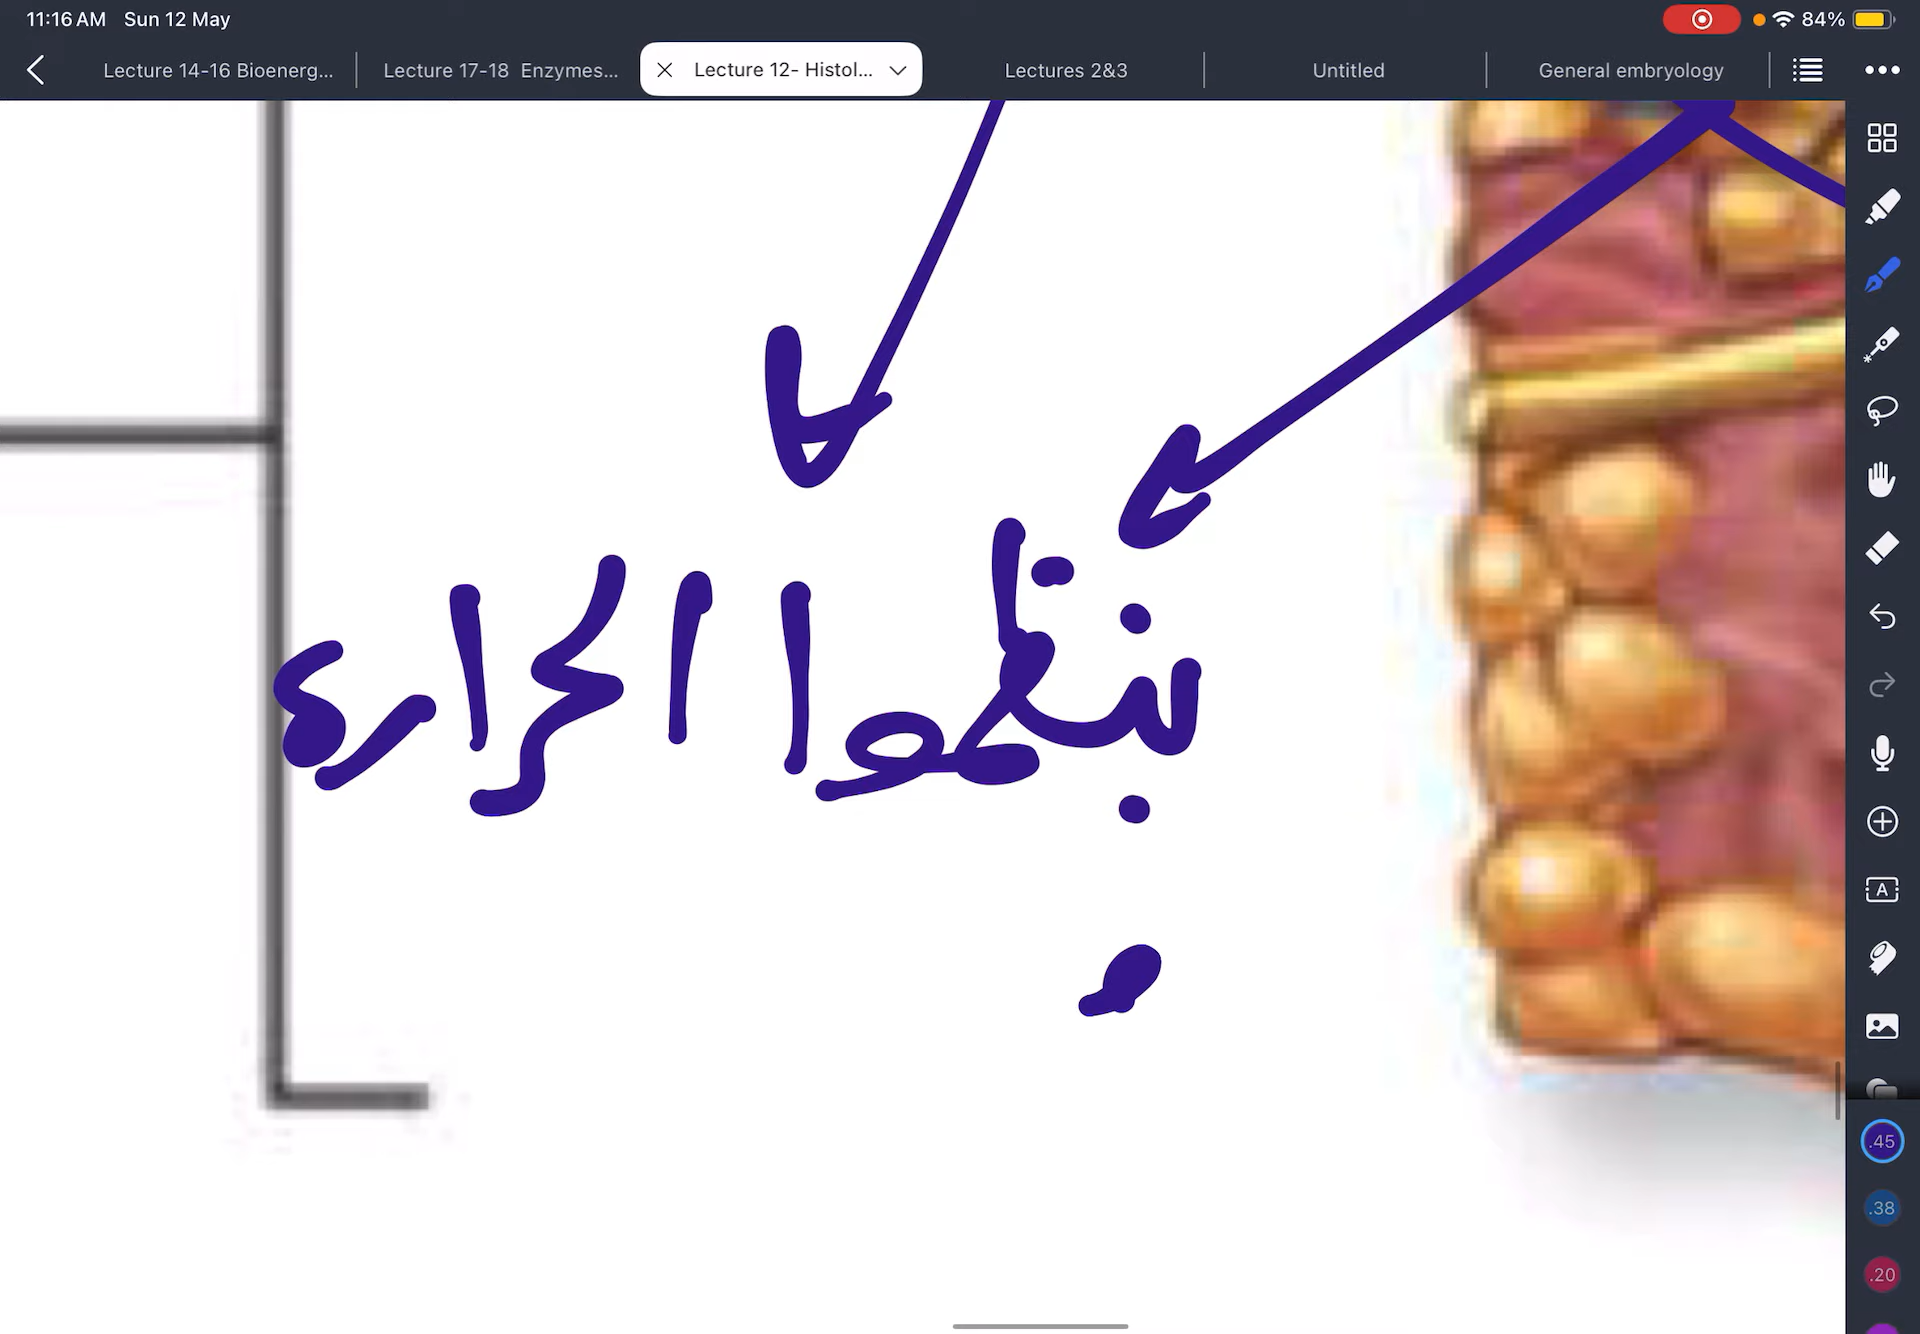 11:16 AM Sun 12 May 84%
Lecture 14-16 Bioenerg... Lecture 17-18 Enzymes... Lecture 12- Histol... Lectures 2&3 Untitled General embryology
بنظموا الحراره
A
.45
.38
.20